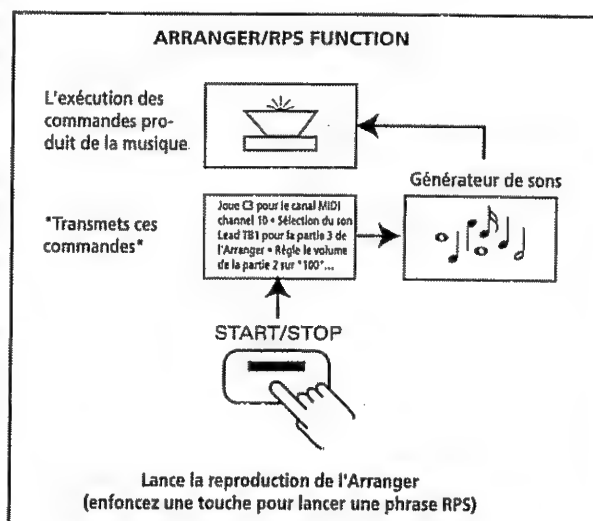 ARRANGER/RPS FUNCTION
L'exécution des
commandes pro-
duit de la musique
Générateur de sons
"Transmets ces
commandes"
Joue C3 pour le canal MIDI
channel 10 • Sélection du son
Lead TB1 pour la partie 3 de
l'Arranger • Règle le volume
de la partie 2 sur "100"...
START/STOP
Lance la reproduction de l'Arranger
(enfoncez une touche pour lancer une phrase RPS)